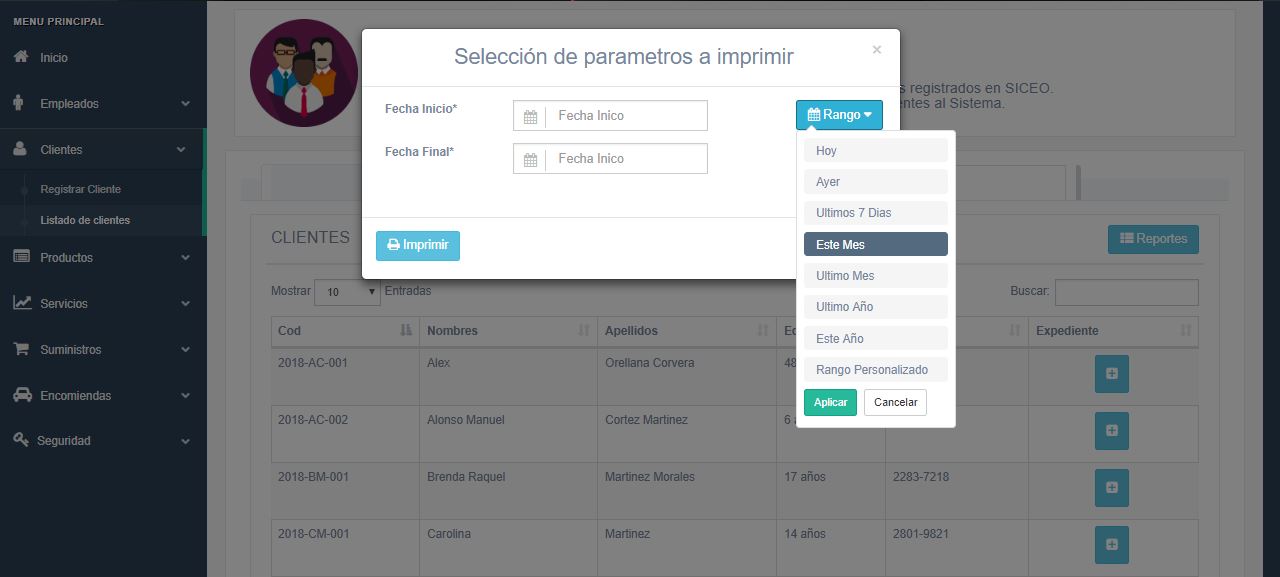 MENU PRINCIPAL
Inicio
Empleados
Clientes
Registrar Cliente
Listado de clientes
Productos
Servicios
Suministros
Encomiendas
Seguridad
s registrados en SICEO.
entes al Sistema.
Selección de parametros a imprimir
×
Fecha Inicio*
Fecha Inico
Rango
Fecha Final*
Fecha Inico
Imprimir
Hoy
Ayer
Ultimos 7 Dias
Este Mes
Ultimo Mes
Ultimo Año
Este Año
Rango Personalizado
Aplicar Cancelar
CLIENTES
Reportes
Mostrar 10 Entradas
Buscar:
Cod Nombres Apellidos Expediente
2018-AC-001 Alex Orellana Corvera 48
2018-AC-002 Alonso Manuel Cortez Martinez 6
2018-BM-001 Brenda Raquel Martinez Morales 17 años 2283-7218
2018-CM-001 Carolina Martinez 14 años 2801-9821